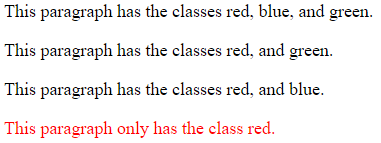 This paragraph has the classes red, blue, and green.
This paragraph has the classes red, and green.
This paragraph has the classes red, and blue.
This paragraph only has the class red.